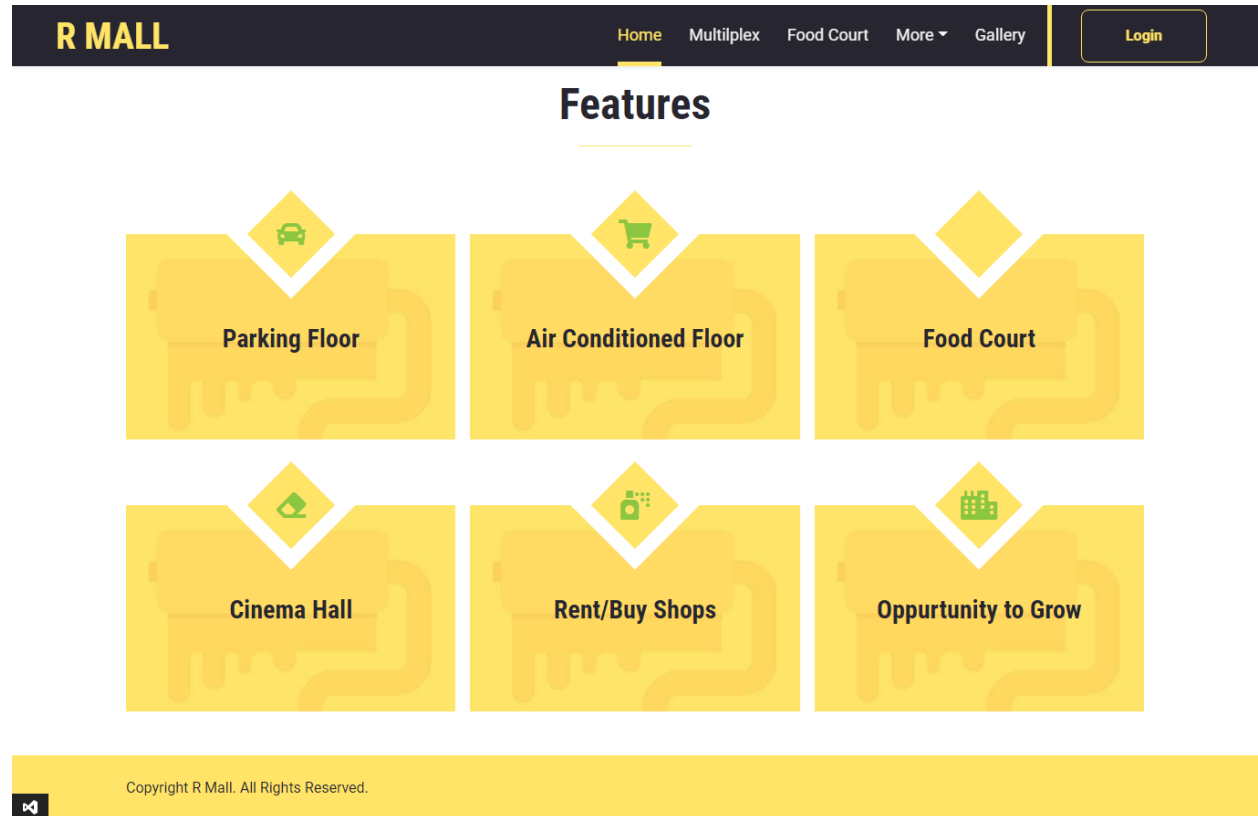 R MALL
Home Multilplex Food Court More Gallery Login
Features
Parking Floor
Air Conditioned Floor
Food Court
Cinema Hall
Rent/Buy Shops
Oppurtunity to Grow
Copyright R Mall. All Rights Reserved.